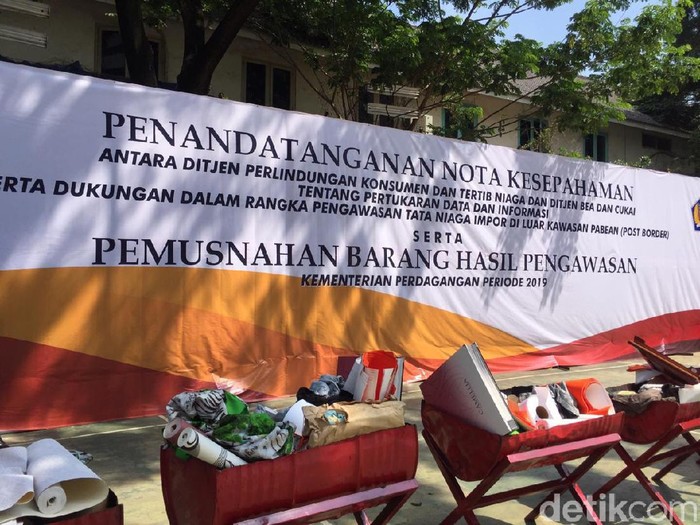 PENANDATANGANAN NOTA KESEPAHAMAN
ANTARA DITJEN PERLINDUNGAN KONSUMEN DAN TERTIB NIAGA DAN DITJEN BEA DAN CUKAI
TENTANG PERTUKARAN DATA DAN INFORMASI
ERTA DUKUNGAN DALAM RANGKA PENGAWASAN TATA NIAGA IMPOR DI LUAR KAWASAN PABEAN (POST BORDER)
SERTA
PEMUSNAHAN BARANG HASIL PENGAWASAN
KEMENTERIAN PERDAGANGAN PERIODE 2019
detikcom